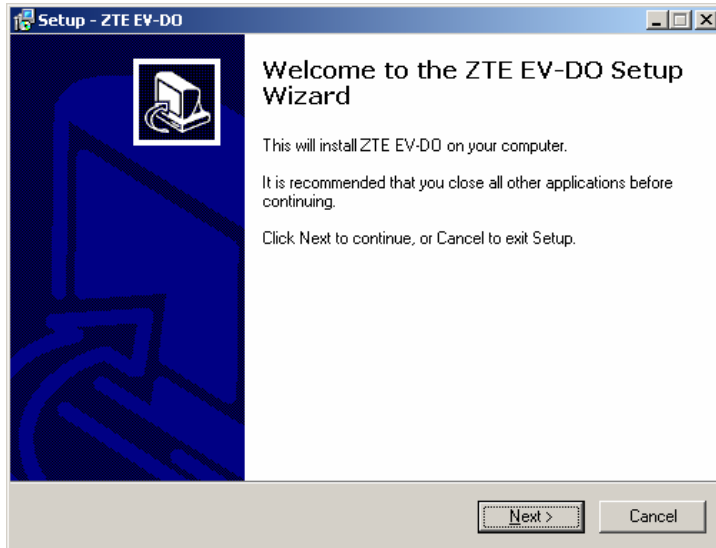 Setup - ZTE EV-DO
Welcome to the ZTE EV-DO Setup
Wizard
This will install ZTE EV-DO on your computer.
It is recommended that you close all other applications before
continuing.
Click Next to continue, or Cancel to exit Setup.
Next >
Cancel